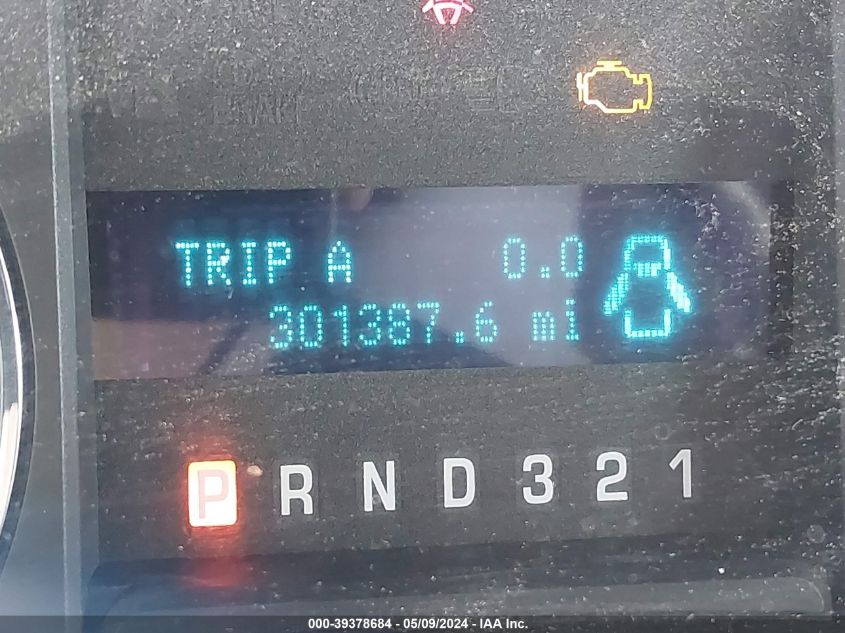 TRIP A 0.0
301387.6 mi
P R N D 3 2 1
000-39378684 - 05/09/2024 - IAA Inc.